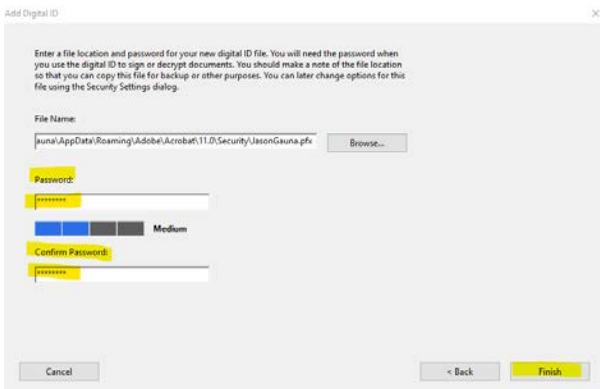 Add Digital ID
Enter a file location and password for your new digital ID file. You will need the password when
you use the digital ID to sign or decrypt documents. You should make a note of the file location
so that you can copy this file for backup or other purposes. You can later change options for this
file using the Security Settings dialog.
File Name:
auna\AppData\Roaming\Adobe\Acrobat\11.0\Security\JasonGauna.pfx
Browse...
Password:
********
Medium
Confirm Password:
********
Cancel
< Back
Finish